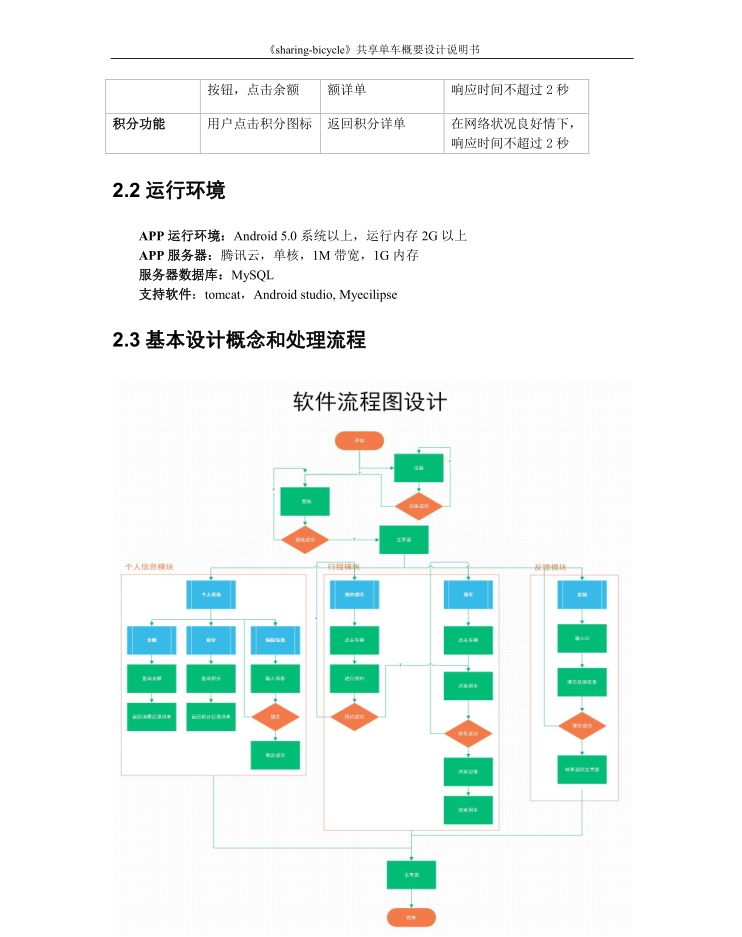 《sharing-bicycle》共享单车概要设计说明书
按钮，点击余额 额详单 响应时间不超过 2 秒
积分功能 用户点击积分图标 返回积分详单 在网络状况良好情下，
响应时间不超过 2 秒
2.2 运行环境
APP 运行环境：Android 5.0 系统以上，运行内存 2G 以上
APP 服务器：腾讯云，单核，1M 带宽，1G 内存
服务器数据库：MySQL
支持软件：tomcat，Android studio, Myecilipse
2.3 基本设计概念和处理流程
软件流程图设计
开始
注册
登陆
注册成功
登陆成功
主界面
个人信息模块 行程模块 反馈模块
个人信息
预约用车
用车
反馈
余额
积分
编辑信息
点击车辆
点击车辆
查询余额
查询积分
输入信息
进行预约
开始用车
填写反馈信息
返回消费记录详单
返回积分记录详单
提交
预约成功
提交成功
修改成功
开始记录
结束用车
主界面
结束